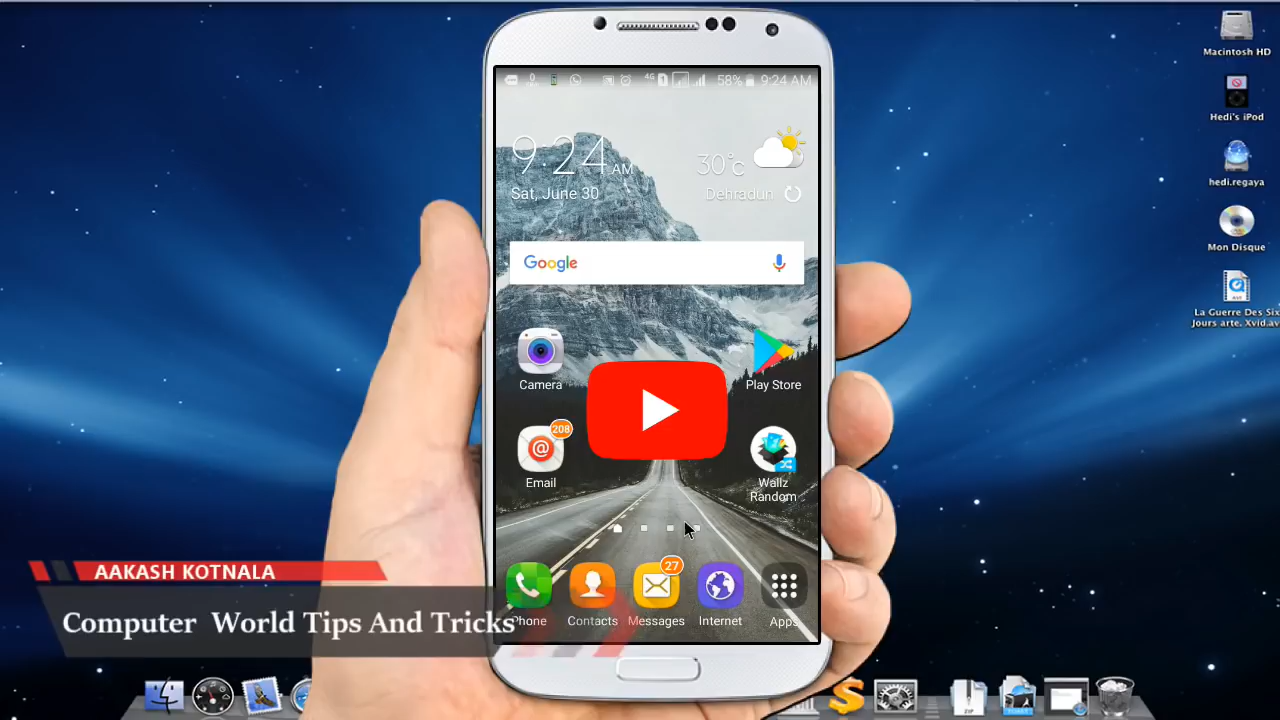 58% 9:24 AM
9:24 AM
Sat, June 30
30°C
Dehradun
Google
Camera
Play Store
208
Email
Wallz
Random
27
Phone
Contacts
Messages
Internet
Apps
AAKASH KOTNALA
Computer World Tips And Tricks
Macintosh HD
Hedi's iPod
hedi.regaya
Mon Disque
La Guerre Des Six
Jours arte. Xvid.av
ZIP